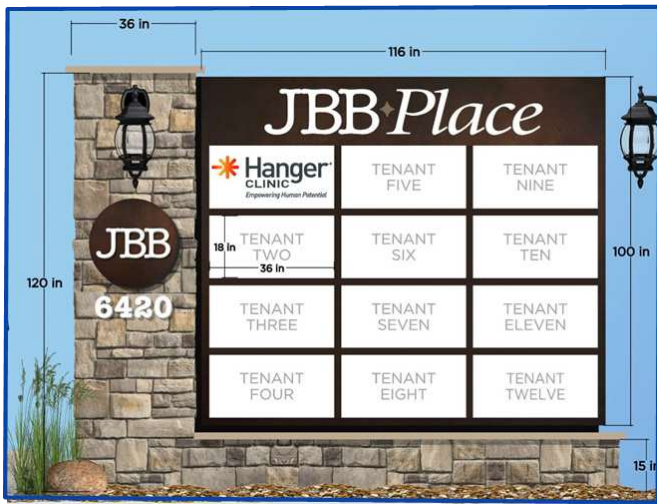 36 in
116 in
JBB Place
Hanger
CLINIC
Empowering Human Potential
TENANT
FIVE
TENANT
NINE
JBB
6420
18 in
TENANT
TWO
36 in
TENANT
SIX
TENANT
TEN
120 in
100 in
TENANT
THREE
TENANT
SEVEN
TENANT
ELEVEN
TENANT
FOUR
TENANT
EIGHT
TENANT
TWELVE
15 in